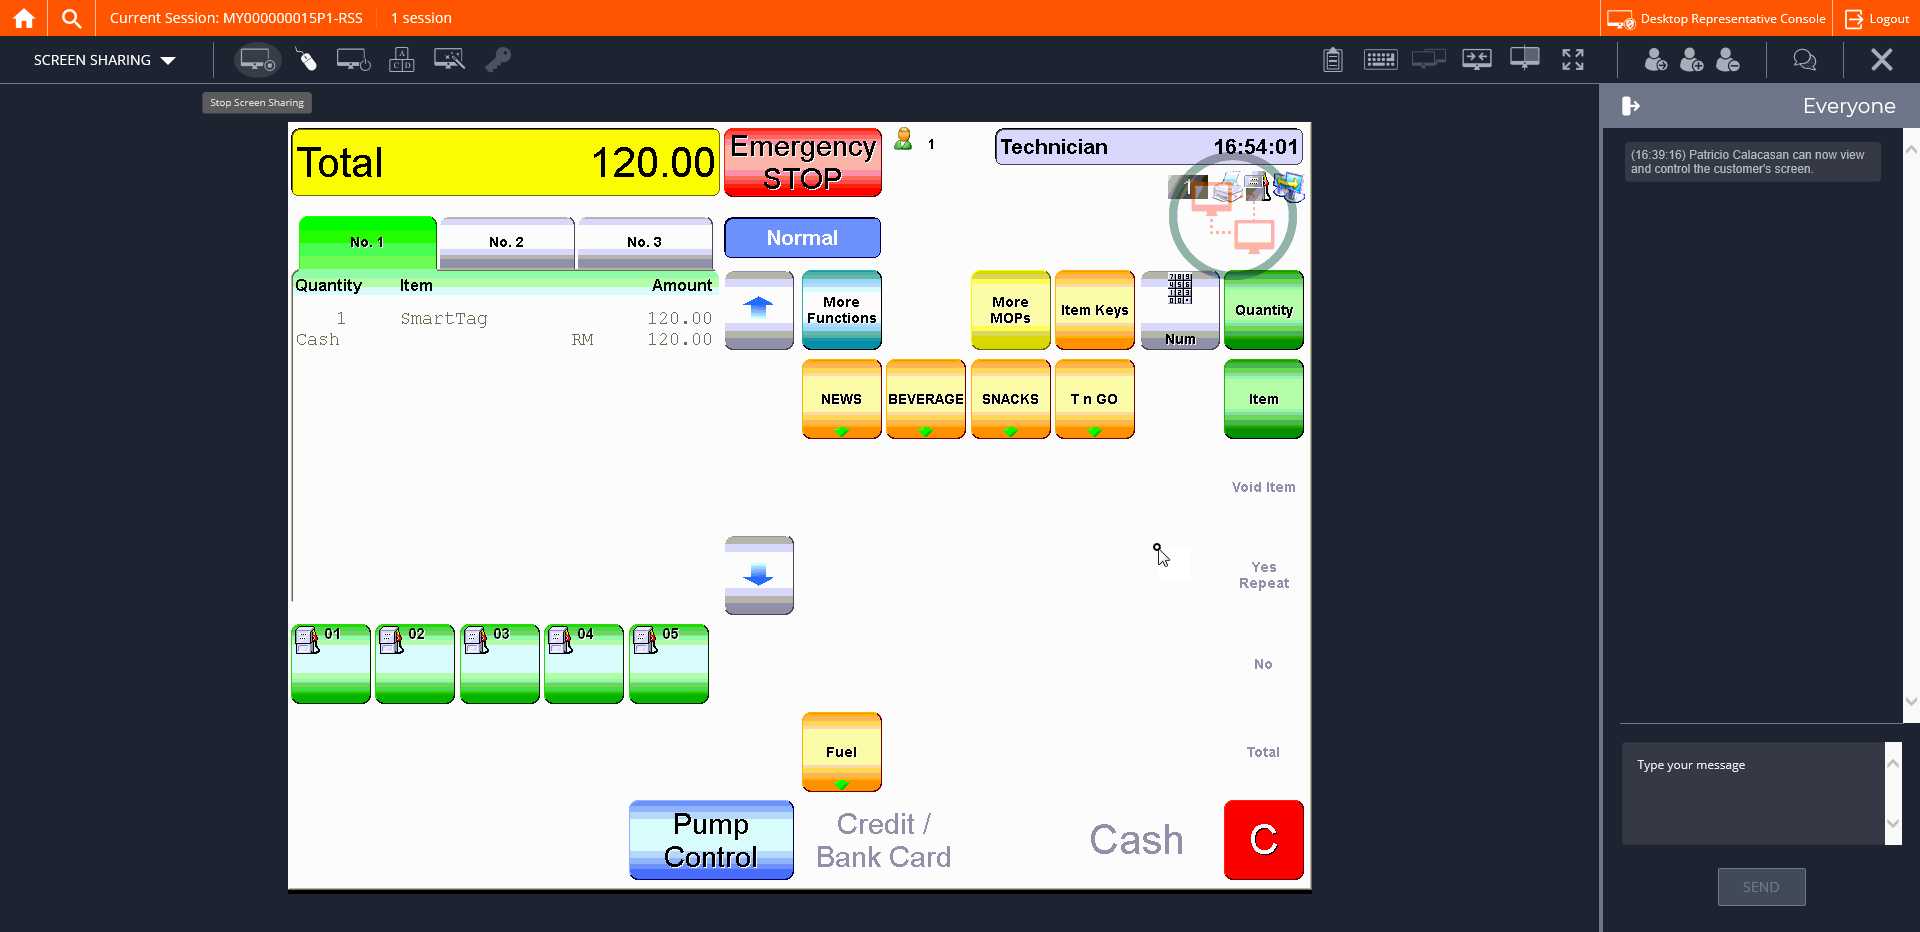 Current Session: MY000000015P1-RSS
1 session
Desktop Representative Console
Logout
SCREEN SHARING
Stop Screen Sharing
Everyone
(16:39:16) Patricio Calacasan can now view
and control the customer's screen.
Total 120.00
Emergency
STOP
1
Technician 16:54:01
1
No. 1
No. 2
No. 3
Normal
Quantity Item Amount
1 SmartTag 120.00
Cash RM 120.00
More
Functions
More
MOPs
Item Keys
Num
Quantity
NEWS
BEVERAGE
SNACKS
T n GO
Item
Void Item
Yes
Repeat
No
Total
01
02
03
04
05
Fuel
Pump
Control
Credit /
Bank Card
Cash
C
Type your message
SEND